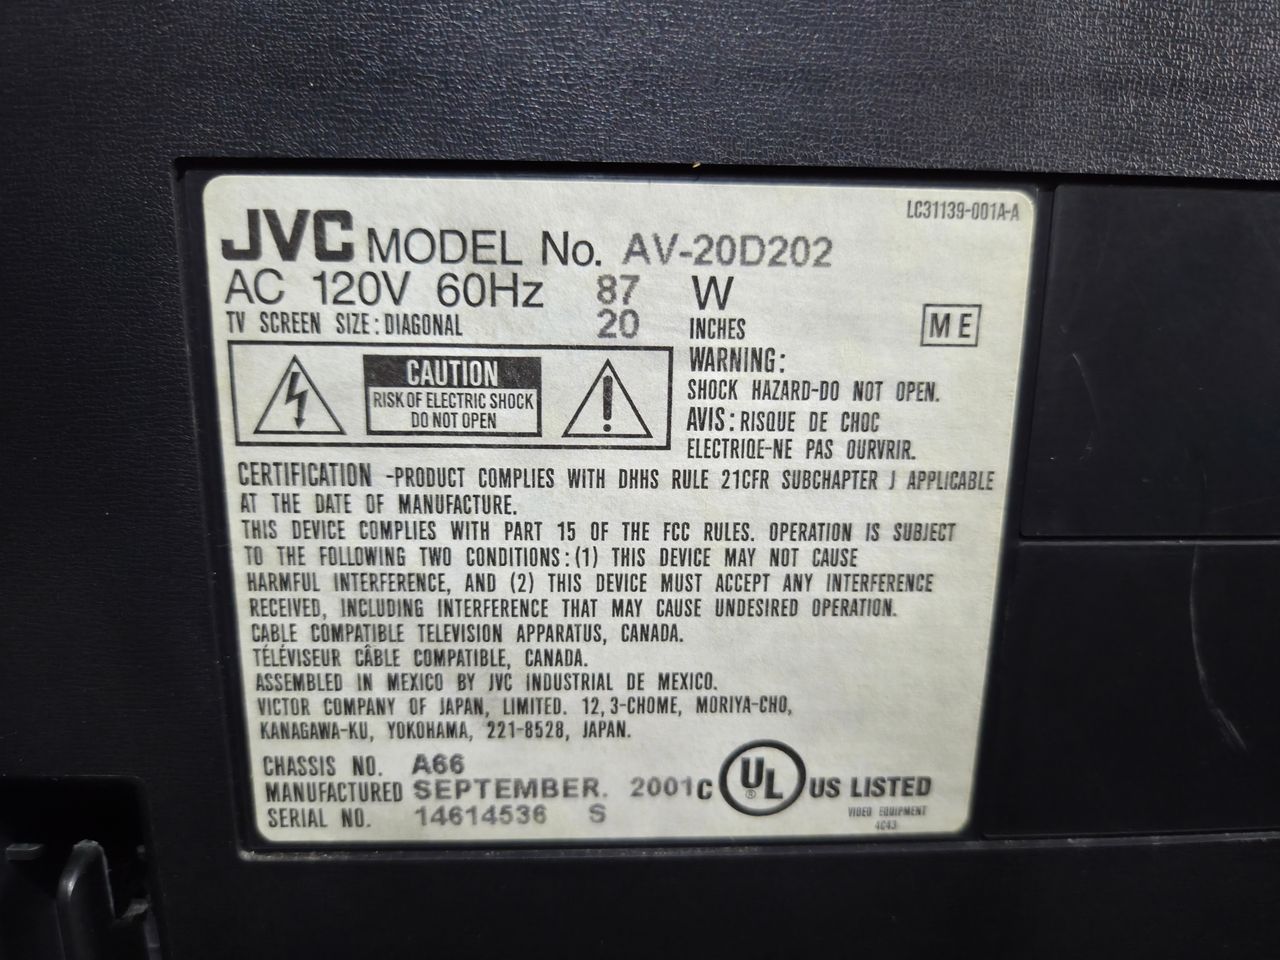 LC31139-001A-A
JVC MODEL No. AV-20D202
AC 120V 60Hz 87 W
TV SCREEN SIZE: DIAGONAL 20 INCHES
ME
CAUTION
RISK OF ELECTRIC SHOCK
DO NOT OPEN
WARNING:
SHOCK HAZARD-DO NOT OPEN.
AVIS: RISQUE DE CHOC
ELECTRIQE-NE PAS OURVRIR.
CERTIFICATION -PRODUCT COMPLIES WITH DHHS RULE 21CFR SUBCHAPTER J APPLICABLE
AT THE DATE OF MANUFACTURE.
THIS DEVICE COMPLIES WITH PART 15 OF THE FCC RULES. OPERATION IS SUBJECT
TO THE FOLLOWING TWO CONDITIONS: (1) THIS DEVICE MAY NOT CAUSE
HARMFUL INTERFERENCE, AND (2) THIS DEVICE MUST ACCEPT ANY INTERFERENCE
RECEIVED, INCLUDING INTERFERENCE THAT MAY CAUSE UNDESIRED OPERATION.
CABLE COMPATIBLE TELEVISION APPARATUS, CANADA.
TÉLÉVISEUR CÂBLE COMPATIBLE, CANADA.
ASSEMBLED IN MEXICO BY JVC INDUSTRIAL DE MEXICO.
VICTOR COMPANY OF JAPAN, LIMITED. 12, 3-CHOME, MORIYA-CHO,
KANAGAWA-KU, YOKOHAMA, 221-8528, JAPAN.
CHASSIS NO. A66
MANUFACTURED SEPTEMBER. 2001
SERIAL NO. 14614536 S
C UL® US LISTED
VIDEO EQUIPMENT
4C43